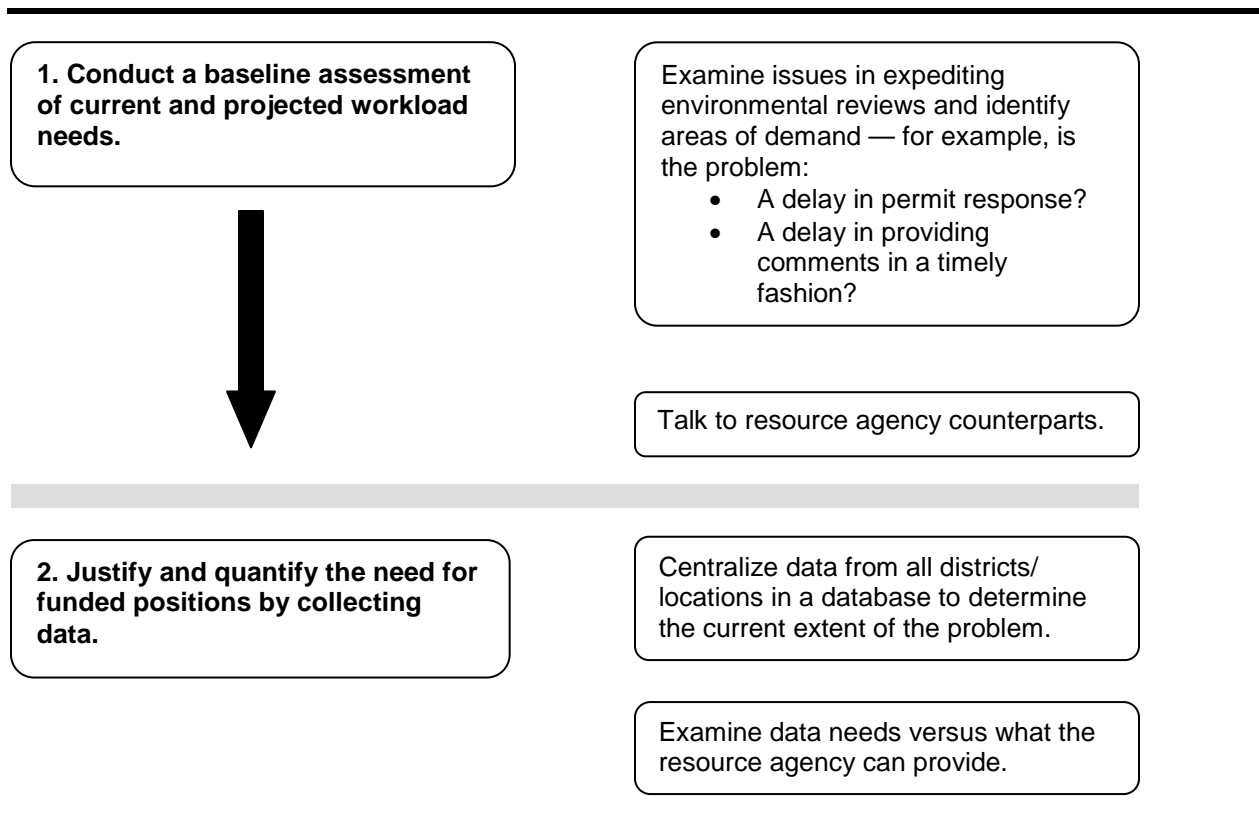 1. Conduct a baseline assessment
of current and projected workload
needs.
Examine issues in expediting
environmental reviews and identify
areas of demand — for example, is
the problem:
• A delay in permit response?
• A delay in providing
comments in a timely
fashion?
Talk to resource agency counterparts.
2. Justify and quantify the need for
funded positions by collecting
data.
Centralize data from all districts/
locations in a database to determine
the current extent of the problem.
Examine data needs versus what the
resource agency can provide.